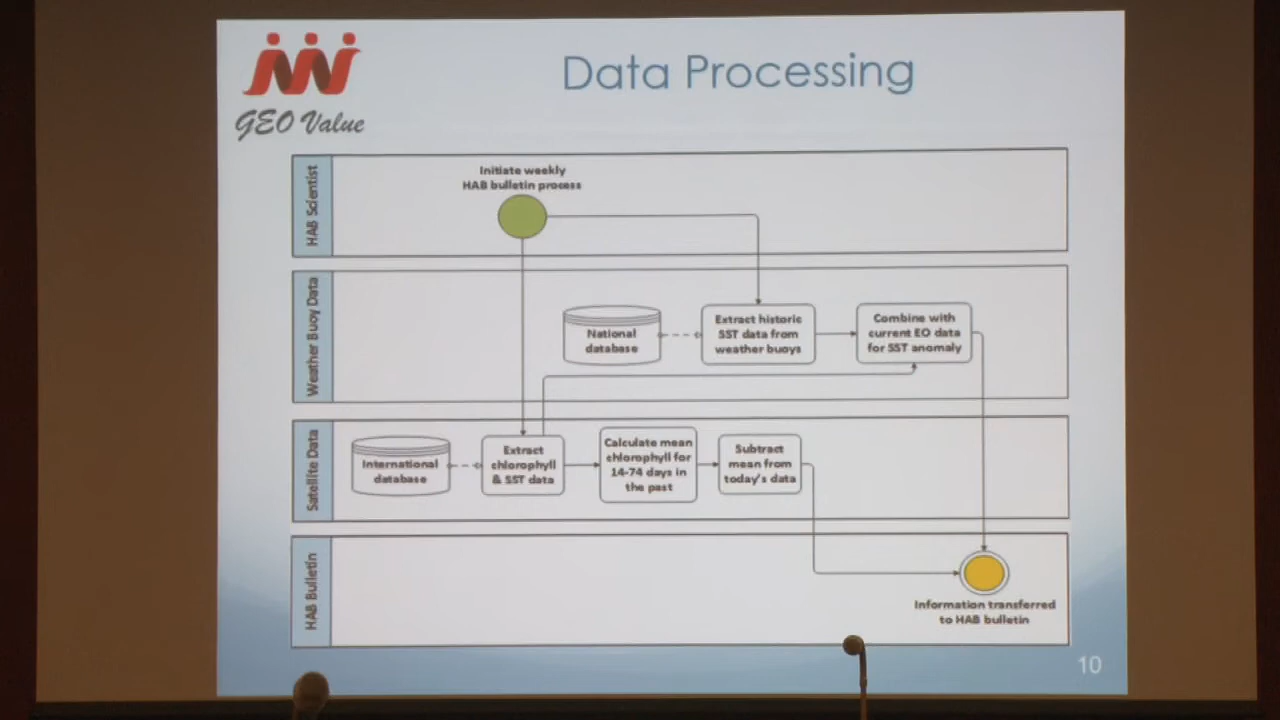 GEO Value
Data Processing
HAB Scientist
Initiate weekly
HAB bulletin process
Weather Buoy Data
National
database
Extract historic
SST data from
weather buoys
Combine with
current EO data
for SST anomaly
Satellite Data
International
database
Extract
chlorophyll
& SST data
Calculate mean
chlorophyll for
14-74 days in
the past
Subtract
mean from
today's data
HAB Bulletin
Information transferred
to HAB bulletin
10